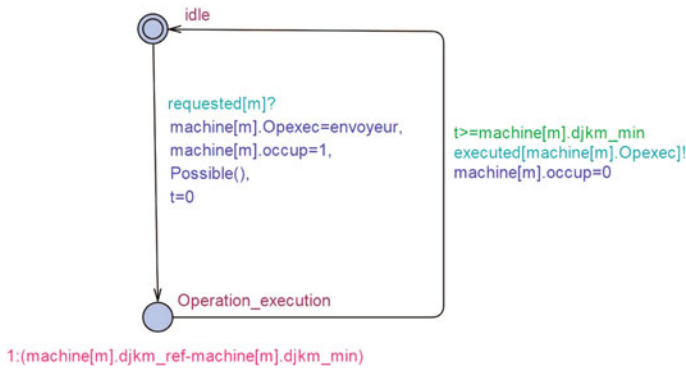 idle
requested[m]?
machine[m].Opexec=envoyeur,
machine[m].occup=1,
Possible(),
t=0
t>=machine[m].djkm_min
executed[machine[m].Opexec]!
machine[m].occup=0
Operation_execution
1:(machine[m].djkm_ref-machine[m].djkm_min)